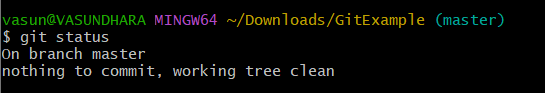 vasun@VASUNDHARA MINGW64 ~/Downloads/GitExample (master)
$ git status
On branch master
nothing to commit, working tree clean